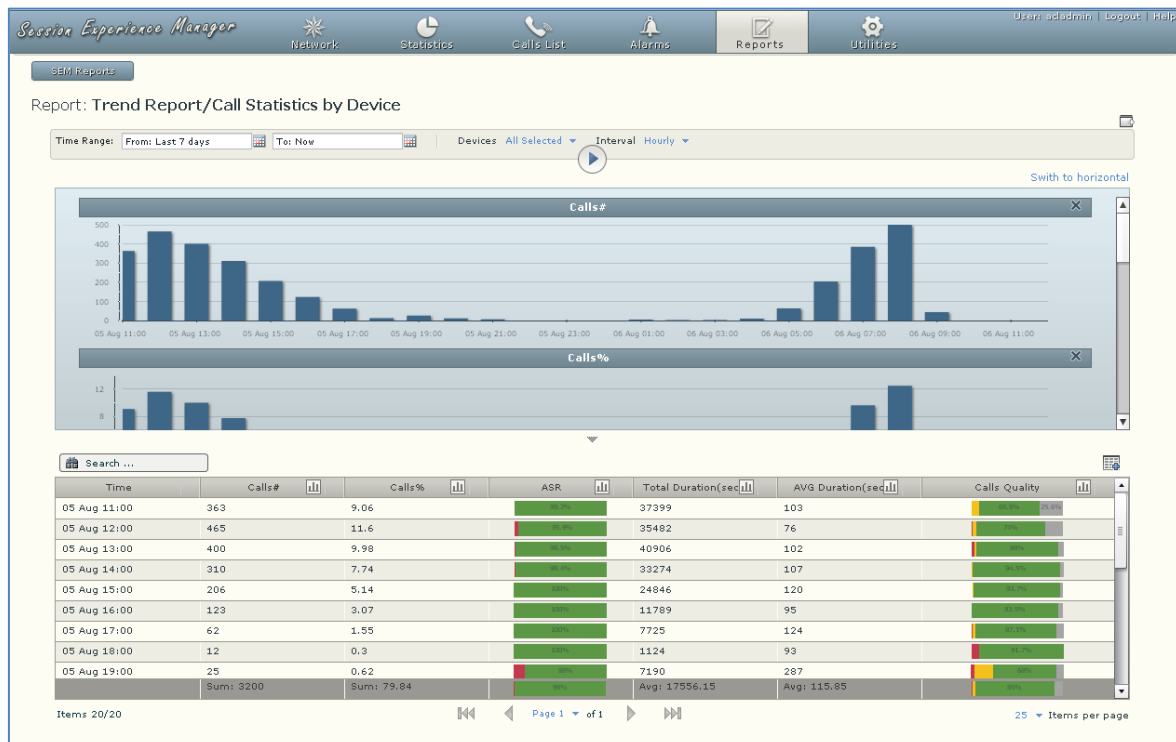 Session Experience Manager
Network
Statistics
Calls List
Alarms
Reports
Utilities
User: adadmin | Logout | Help
SEM Reports
Report: Trend Report/Call Statistics by Device
Time Range: From: Last 7 days To: Now Devices All Selected Interval Hourly
Swith to horizontal
Calls#
500
400
300
200
100
0
05 Aug 11:00 05 Aug 13:00 05 Aug 15:00 05 Aug 17:00 05 Aug 19:00 05 Aug 21:00 05 Aug 23:00 06 Aug 01:00 06 Aug 03:00 06 Aug 05:00 06 Aug 07:00 06 Aug 09:00 06 Aug 11:00
Calls%
12
8
Search ...
Time Calls# Calls% ASR Total Duration(sec AVG Duration(sec Calls Quality
05 Aug 11:00 363 9.06 37399 103
05 Aug 12:00 465 11.6 35482 76
05 Aug 13:00 400 9.98 40906 102
05 Aug 14:00 310 7.74 33274 107
05 Aug 15:00 206 5.14 100% 24846 120
05 Aug 16:00 123 3.07 100% 11789 95
05 Aug 17:00 62 1.55 100% 7725 124
05 Aug 18:00 12 0.3 100% 1124 93 91.7%
05 Aug 19:00 25 0.62 7190 287
Sum: 3200 Sum: 79.84 Avg: 17556.15 Avg: 115.85
Items 20/20
Page 1 of 1
25 Items per page